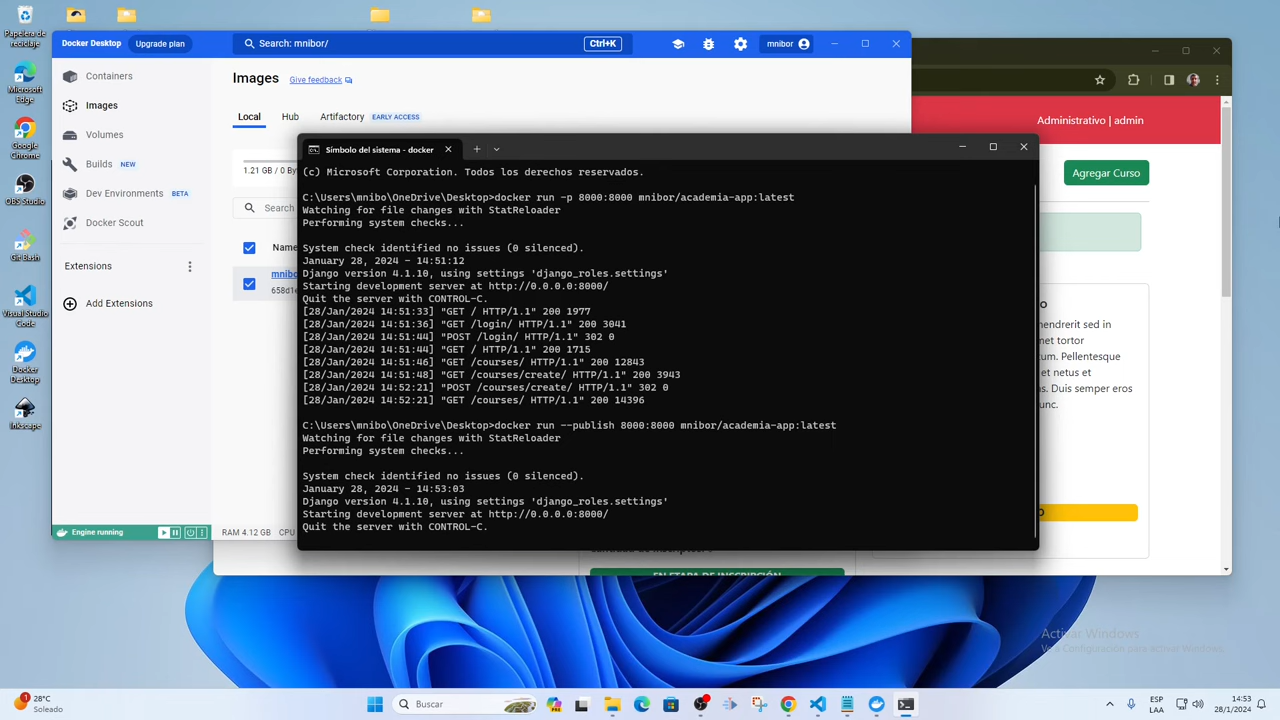 Papelera de
reciclaje
Microsoft
Edge
Google
Chrome
OBS Studio
Git Bash
Visual Studio
Code
Docker
Desktop
Inkscape
Docker Desktop
Upgrade plan
Search: mnibor/
Ctrl+K
mnibor
Containers
Images
Volumes
Builds NEW
Dev Environments BETA
Docker Scout
Extensions
Add Extensions
Engine running
Images
Give feedback
Local
Hub
Artifactory EARLY ACCESS
1.21 GB / 0 By
Search
Name
mnibo
658d1e
RAM 4.12 GB CPU
Símbolo del sistema - docker
(c) Microsoft Corporation. Todos los derechos reservados.
C:\Users\mnibo\OneDrive\Desktop>docker run -p 8000:8000 mnibor/academia-app:latest
Watching for file changes with StatReloader
Performing system checks...
System check identified no issues (0 silenced).
January 28, 2024 - 14:51:12
Django version 4.1.10, using settings 'django_roles.settings'
Starting development server at http://0.0.0.0:8000/
Quit the server with CONTROL-C.
[28/Jan/2024 14:51:33] "GET / HTTP/1.1" 200 1977
[28/Jan/2024 14:51:36] "GET /login/ HTTP/1.1" 200 3041
[28/Jan/2024 14:51:44] "POST /login/ HTTP/1.1" 302 0
[28/Jan/2024 14:51:44] "GET / HTTP/1.1" 200 1715
[28/Jan/2024 14:51:46] "GET /courses/ HTTP/1.1" 200 12843
[28/Jan/2024 14:51:48] "GET /courses/create/ HTTP/1.1" 200 3943
[28/Jan/2024 14:52:21] "POST /courses/create/ HTTP/1.1" 302 0
[28/Jan/2024 14:52:21] "GET /courses/ HTTP/1.1" 200 14396
C:\Users\mnibo\OneDrive\Desktop>docker run --publish 8000:8000 mnibor/academia-app:latest
Watching for file changes with StatReloader
Performing system checks...
System check identified no issues (0 silenced).
January 28, 2024 - 14:53:03
Django version 4.1.10, using settings 'django_roles.settings'
Starting development server at http://0.0.0.0:8000/
Quit the server with CONTROL-C.
Administrativo | admin
Agregar Curso
O
mendrerit sed in
met tortor
tum. Pellentesque
et netus et
as. Duis semper eros
unc.
O
EN ETAPA DE INSCRIPCIÓN
Activar Windows
Ve a Configuración para activar Windows.
1
28°C
Soleado
Buscar
ESP
LAA
14:53
28/1/2024